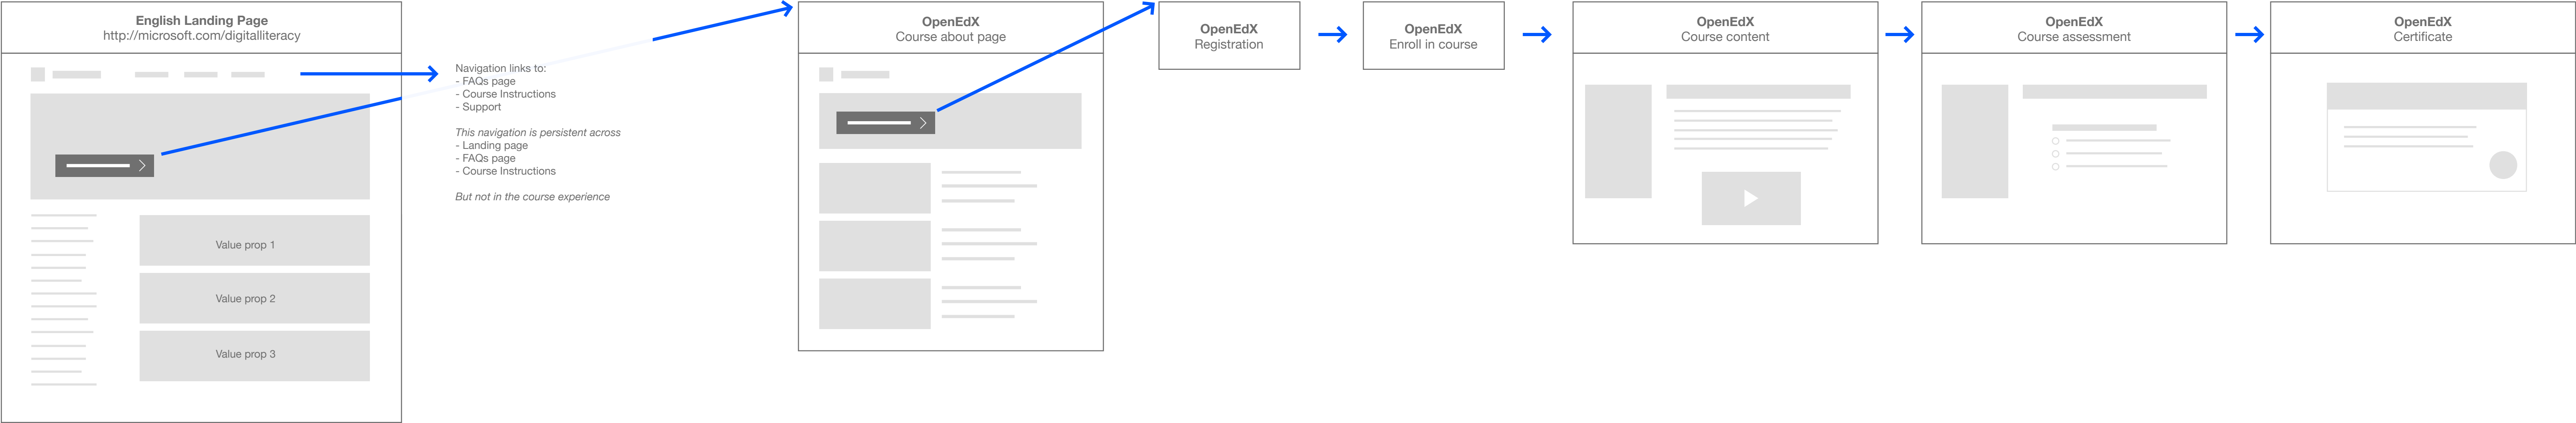 English Landing Page
http://microsoft.com/digitalliteracy
Value prop 1
Value prop 2
Value prop 3
Navigation links to:
- FAQs page
- Course Instructions
- Support
This navigation is persistent across
- Landing page
- FAQs page
- Course Instructions
But not in the course experience
OpenEdX
Course about page
OpenEdX
Registration
OpenEdX
Enroll in course
OpenEdX
Course content
OpenEdX
Course assessment
OpenEdX
Certificate